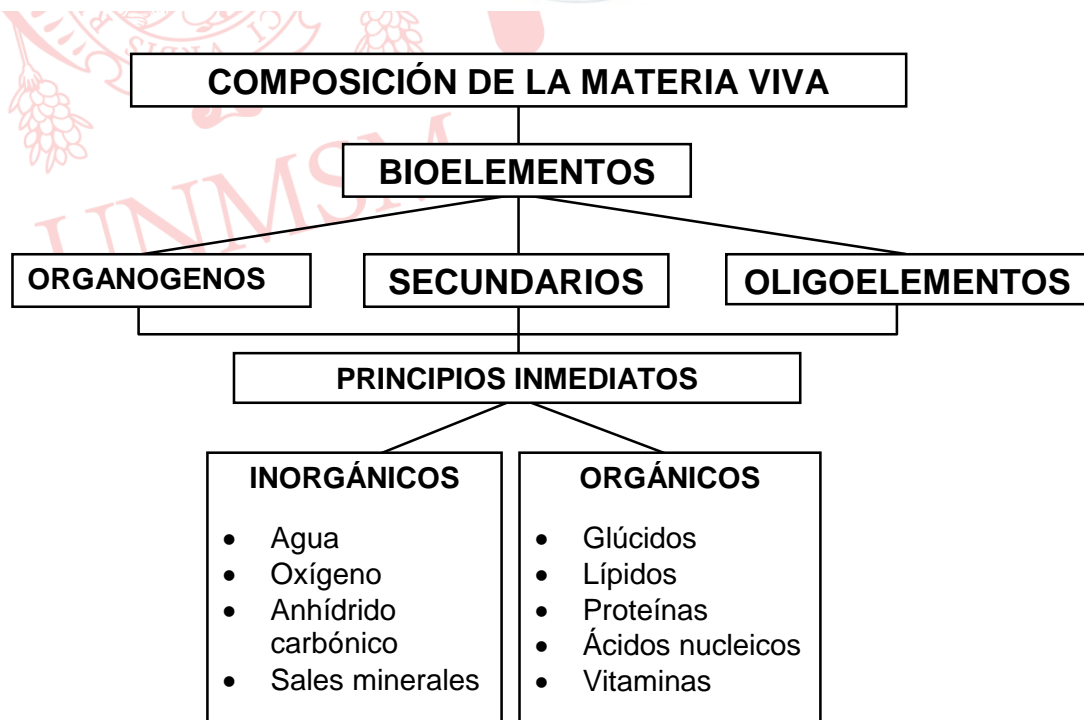 COMPOSICIÓN DE LA MATERIA VIVA
UNMSM
BIOELEMENTOS
ORGANOGENOS
SECUNDARIOS
OLIGOELEMENTOS
PRINCIPIOS INMEDIATOS
INORGÁNICOS
• Agua
• Oxígeno
• Anhídrido
carbónico
• Sales minerales
ORGÁNICOS
• Glúcidos
• Lípidos
• Proteínas
• Ácidos nucleicos
• Vitaminas